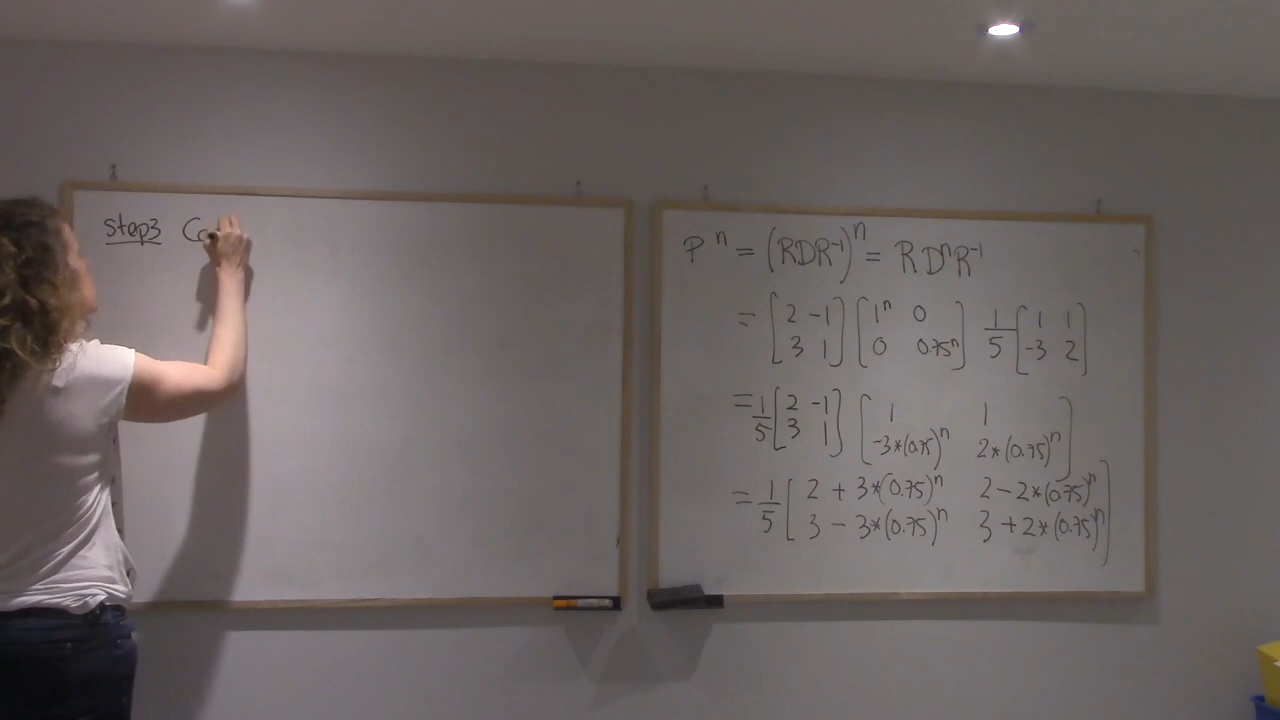 step3 Co
P^n = (RDR^-1)^n = RD^nR^-1
= [2 -1; 3 1] [1^n 0; 0 0.75^n] 1/5 [1 1; -3 2]
= 1/5 [2 -1; 3 1] [1 1; -3*(0.75)^n 2*(0.75)^n]
= 1/5 [2 + 3*(0.75)^n 2 - 2*(0.75)^n; 3 - 3*(0.75)^n 3 + 2*(0.75)^n]